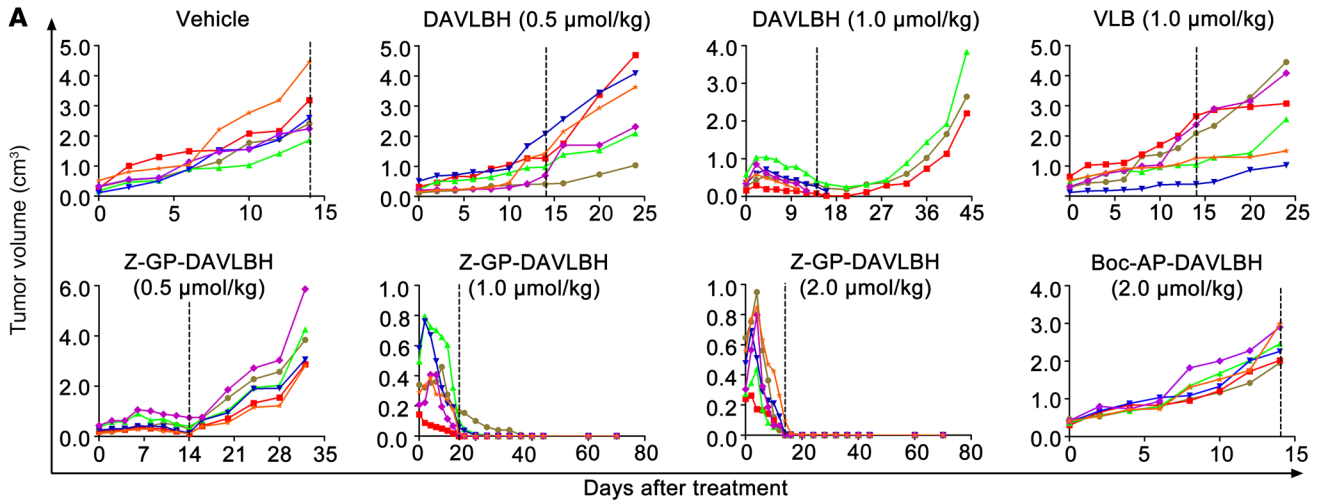 A
Vehicle
DAVLBH (0.5 µmol/kg)
DAVLBH (1.0 µmol/kg)
VLB (1.0 µmol/kg)
5.0
4.0
3.0
2.0
1.0
0.0
0 5 10 15
5.0
4.0
3.0
2.0
1.0
0.0
0 5 10 15 20 25
4.0
3.0
2.0
1.0
0.0
0 9 18 27 36 45
5.0
4.0
3.0
2.0
1.0
0.0
0 5 10 15 20 25
Tumor volume (cm³)
Z-GP-DAVLBH
(0.5 µmol/kg)
Z-GP-DAVLBH
(1.0 µmol/kg)
Z-GP-DAVLBH
(2.0 µmol/kg)
Boc-AP-DAVLBH
(2.0 µmol/kg)
6.0
4.0
2.0
0.0
0 7 14 21 28 35
1.0
0.8
0.6
0.4
0.2
0.0
0 20 40 60 80
1.0
0.8
0.6
0.4
0.2
0.0
0 20 40 60 80
4.0
3.0
2.0
1.0
0.0
0 5 10 15
Days after treatment